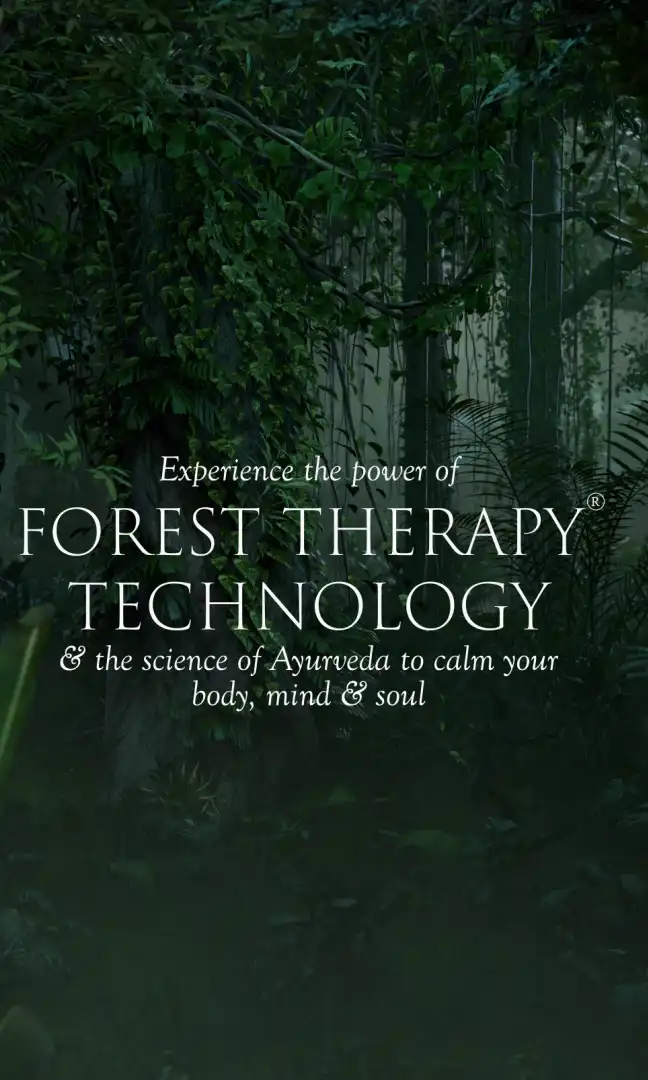 Experience the power of
FOREST THERAPY®
TECHNOLOGY
& the science of Ayurveda to calm your
body, mind & soul